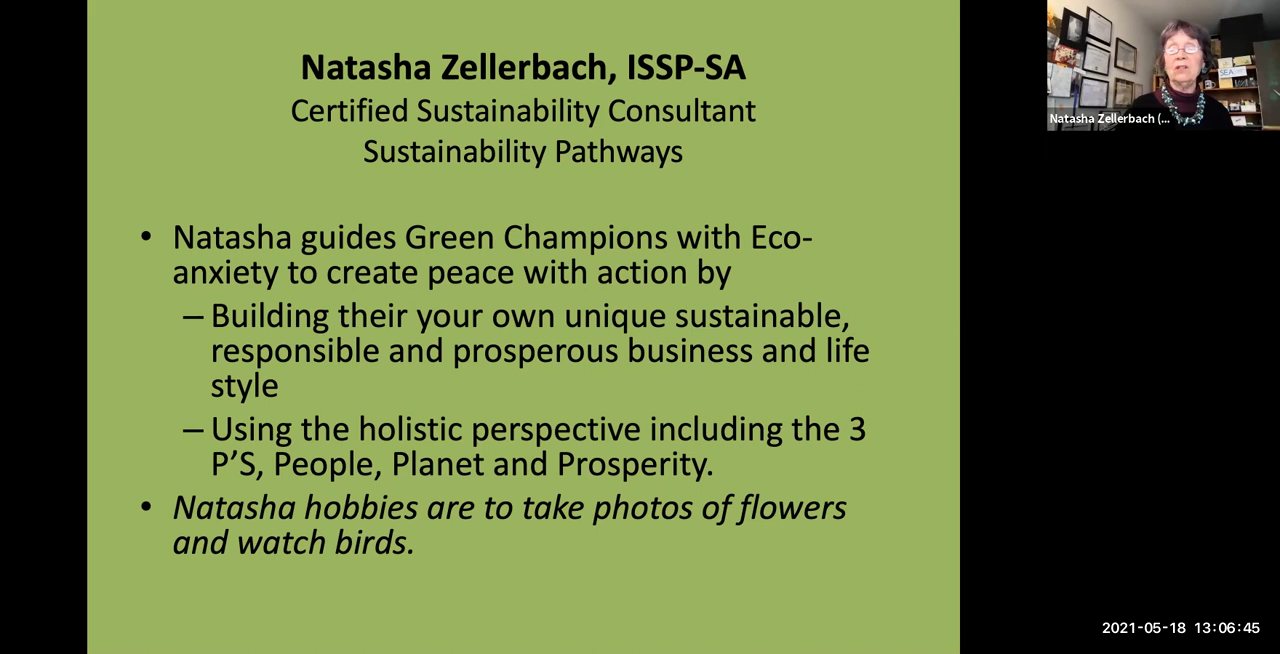 Natasha Zellerbach, ISSP-SA
Certified Sustainability Consultant
Sustainability Pathways
• Natasha guides Green Champions with Eco-
anxiety to create peace with action by
– Building their your own unique sustainable,
responsible and prosperous business and life
style
– Using the holistic perspective including the 3
P’S, People, Planet and Prosperity.
• Natasha hobbies are to take photos of flowers
and watch birds.
SEA
Natasha Zellerbach (...
2021-05-18 13:06:45